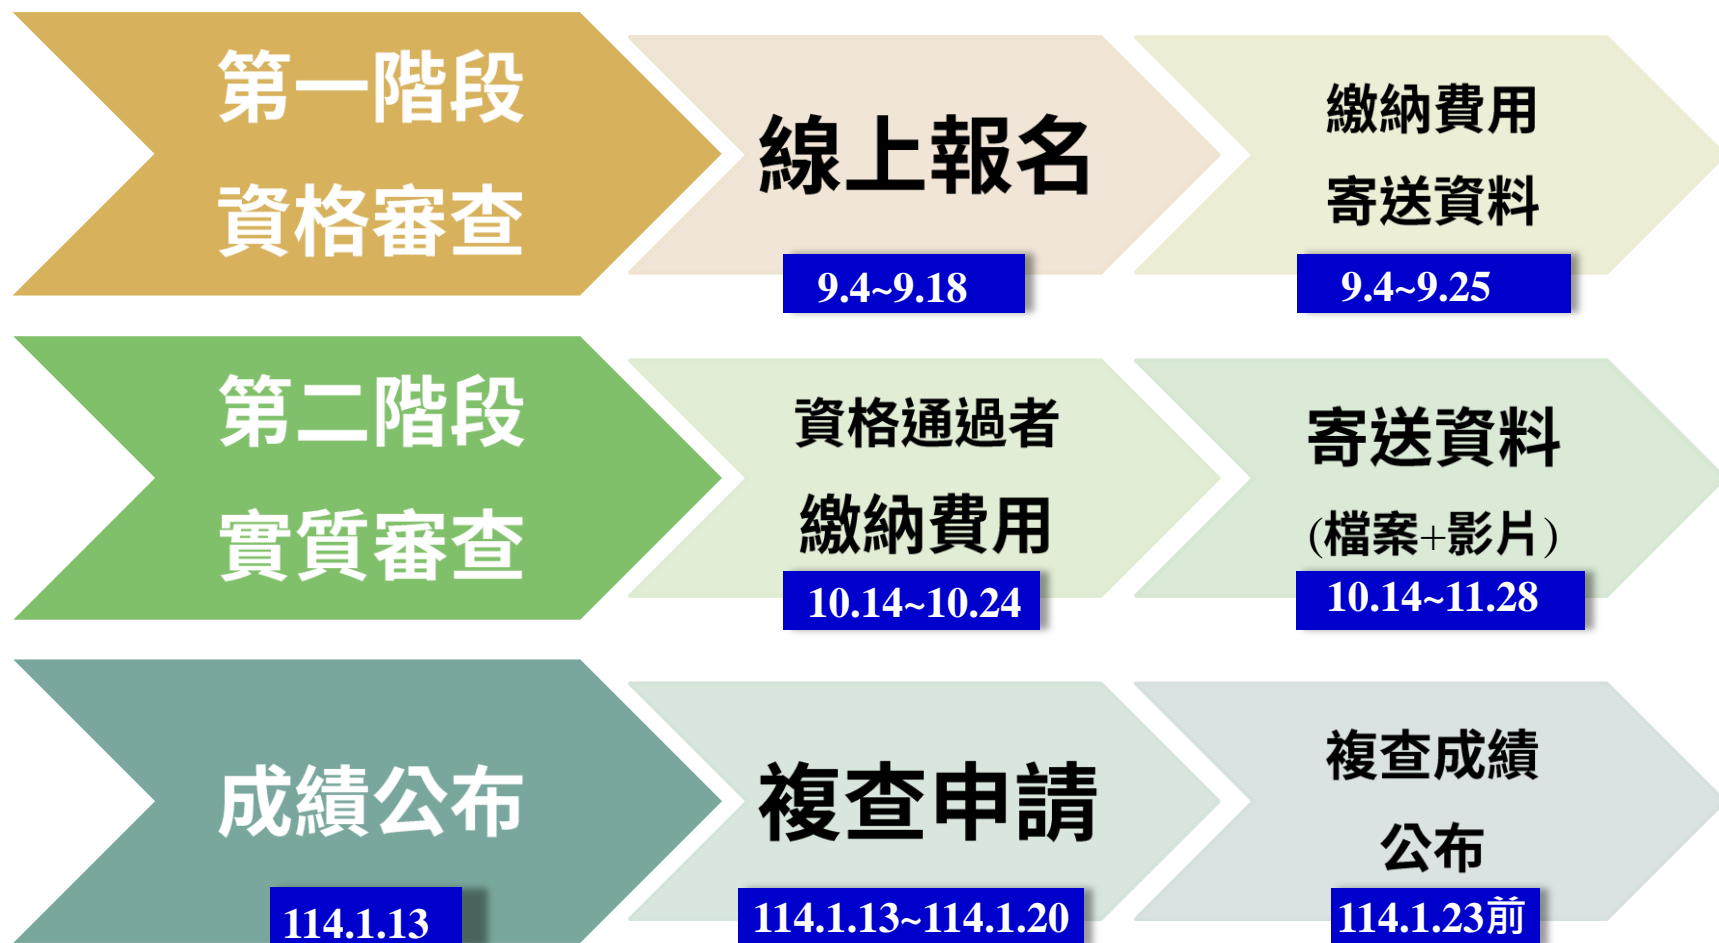 第一階段
資格審查
線上報名
9.4~9.18
繳納費用
寄送資料
9.4~9.25
第二階段
實質審查
資格通過者
繳納費用
10.14~10.24
寄送資料
(檔案+影片)
10.14~11.28
成績公布
114.1.13
複查申請
114.1.13~114.1.20
複查成績
公布
114.1.23前